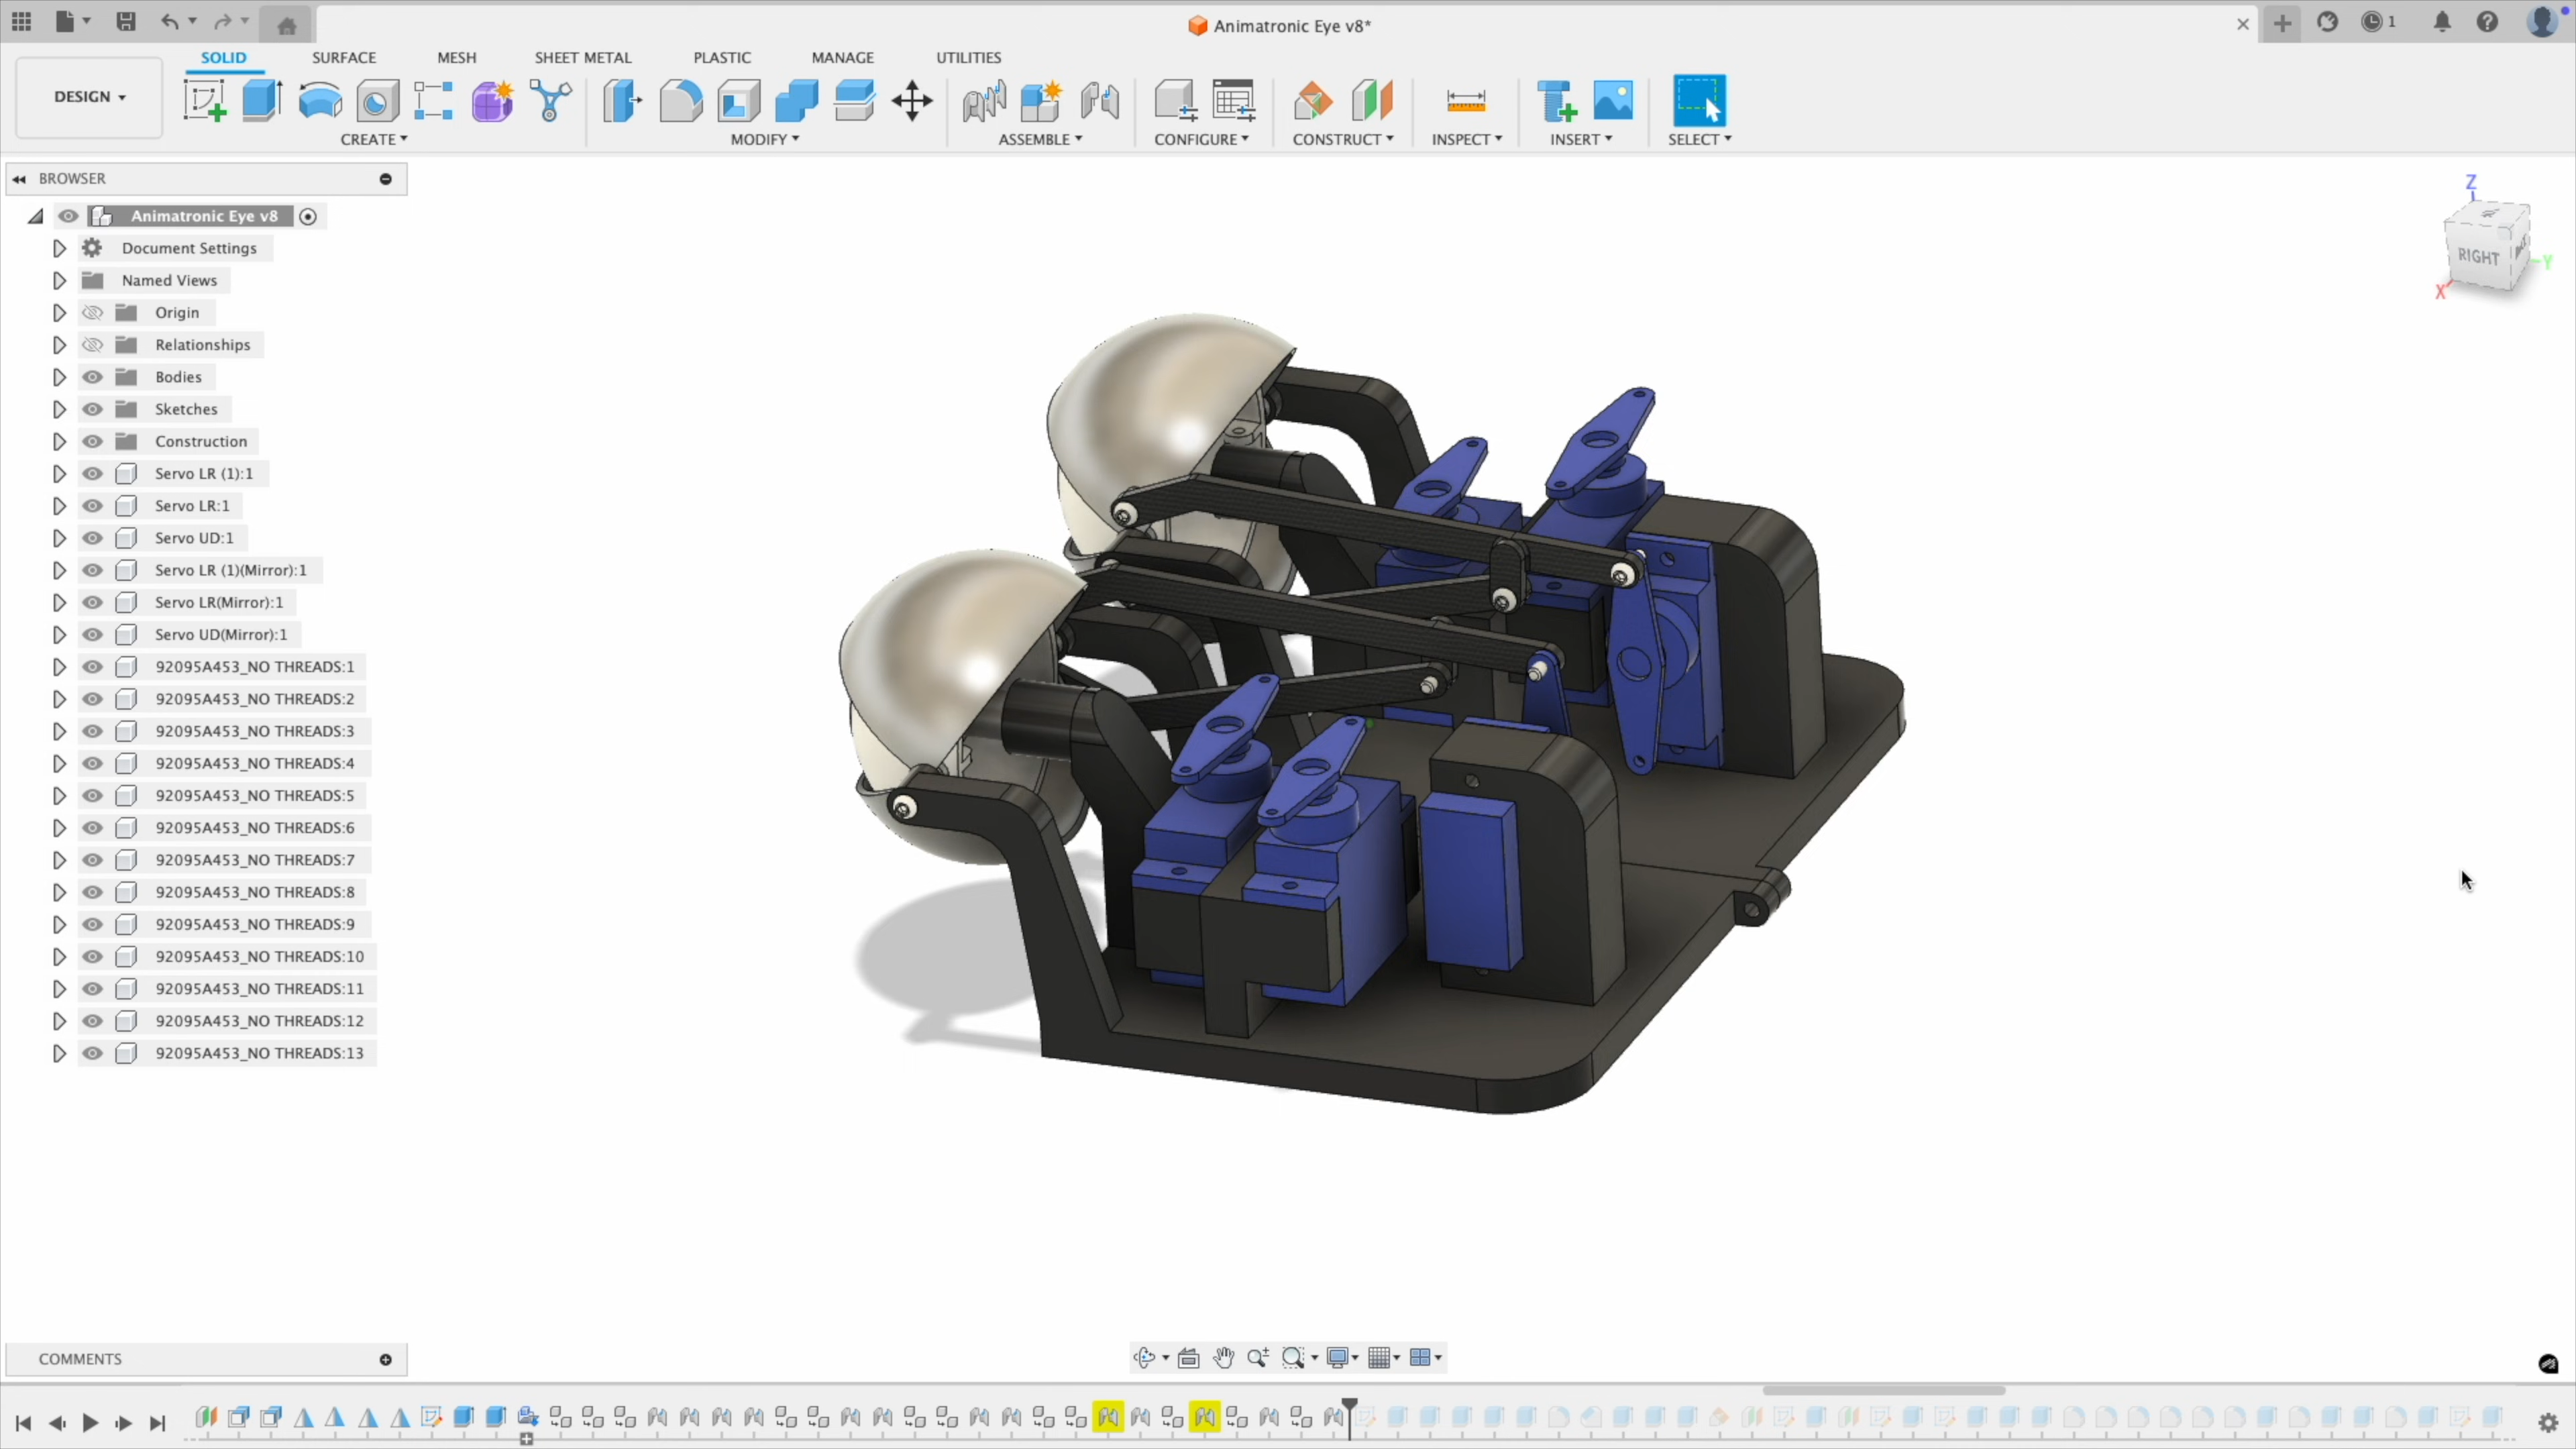 Animatronic Eye v8*
1
DESIGN
SOLID SURFACE MESH SHEET METAL PLASTIC MANAGE UTILITIES
CREATE MODIFY ASSEMBLE CONFIGURE CONSTRUCT INSPECT INSERT SELECT
BROWSER
Animatronic Eye v8
Document Settings
Named Views
Origin
Relationships
Bodies
Sketches
Construction
Servo LR (1):1
Servo LR:1
Servo UD:1
Servo LR (1)(Mirror):1
Servo LR(Mirror):1
Servo UD(Mirror):1
92095A453_NO THREADS:1
92095A453_NO THREADS:2
92095A453_NO THREADS:3
92095A453_NO THREADS:4
92095A453_NO THREADS:5
92095A453_NO THREADS:6
92095A453_NO THREADS:7
92095A453_NO THREADS:8
92095A453_NO THREADS:9
92095A453_NO THREADS:10
92095A453_NO THREADS:11
92095A453_NO THREADS:12
92095A453_NO THREADS:13
Z
RIGHT
Y
X
COMMENTS